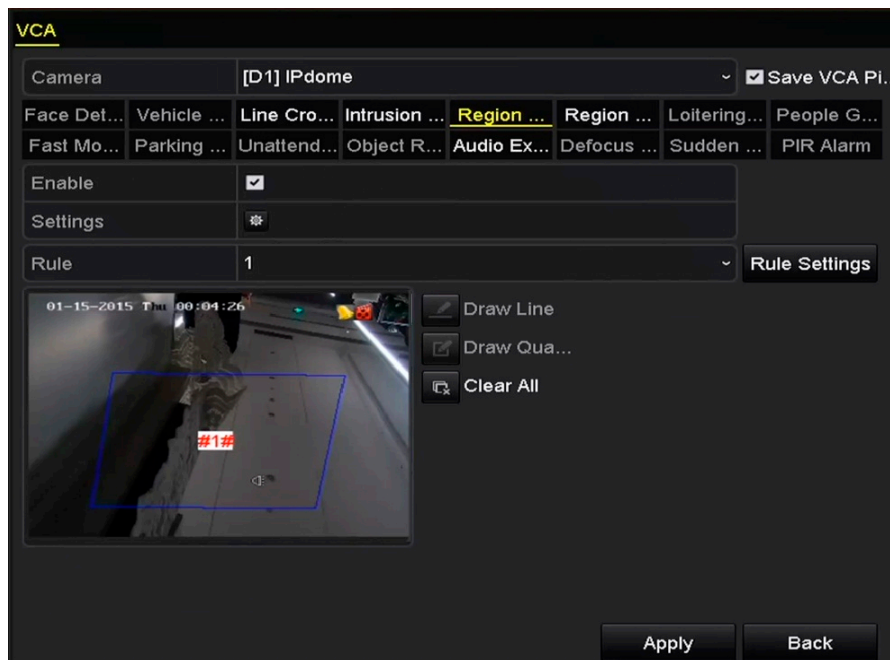 VCA
Camera [D1] IPdome Save VCA Pi.
Face Det... Vehicle ... Line Cro... Intrusion ... Region ... Region ... Loitering... People G...
Fast Mo... Parking ... Unattend... Object R... Audio Ex... Defocus ... Sudden ... PIR Alarm
Enable
Settings
Rule 1 Rule Settings
01-15-2015 Thu 00:04:26
Draw Line
Draw Qua...
Clear All
#1#
Apply Back